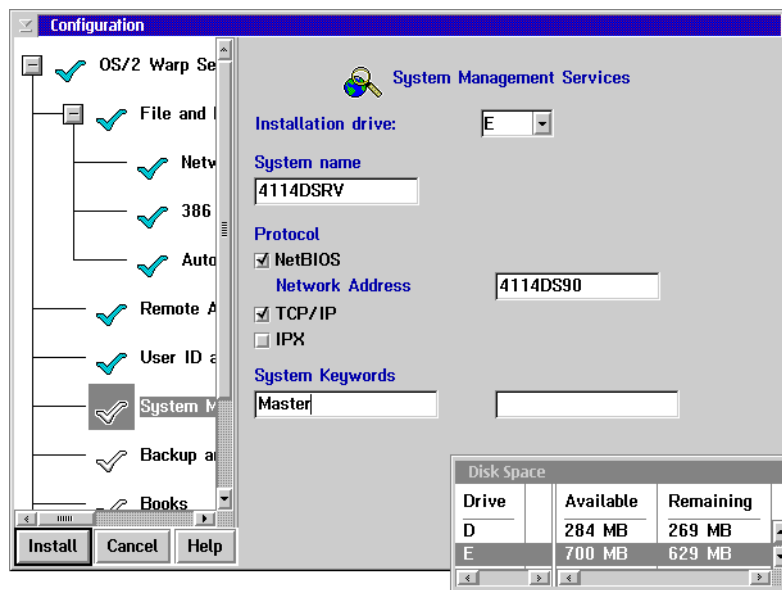 Configuration
OS/2 Warp Se
File and
Netw
386
Auto
Remote A
User ID a
System M
Backup a
Books
Install Cancel Help
System Management Services
Installation drive: E
System name
4114DSRV
Protocol
NetBIOS
Network Address 4114DS90
TCP/IP
IPX
System Keywords
Master
Disk Space
Drive Available Remaining
D 284 MB 269 MB
E 700 MB 629 MB